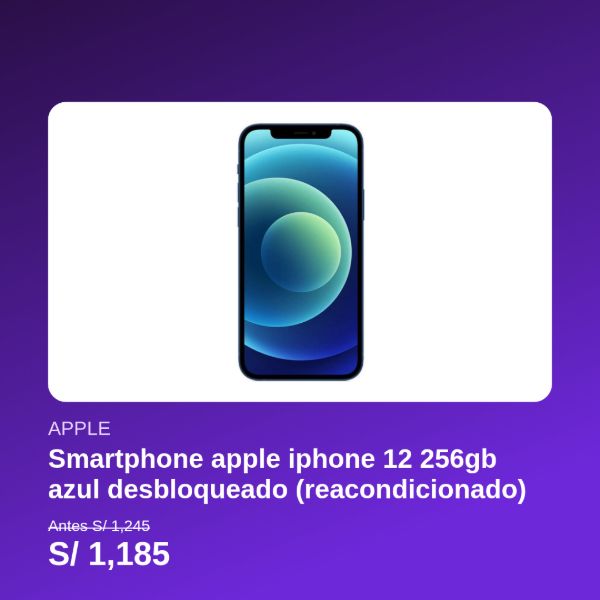 APPLE
Smartphone apple iphone 12 256gb
azul desbloqueado (reacondicionado)
Antes S/ 1,245
S/ 1,185